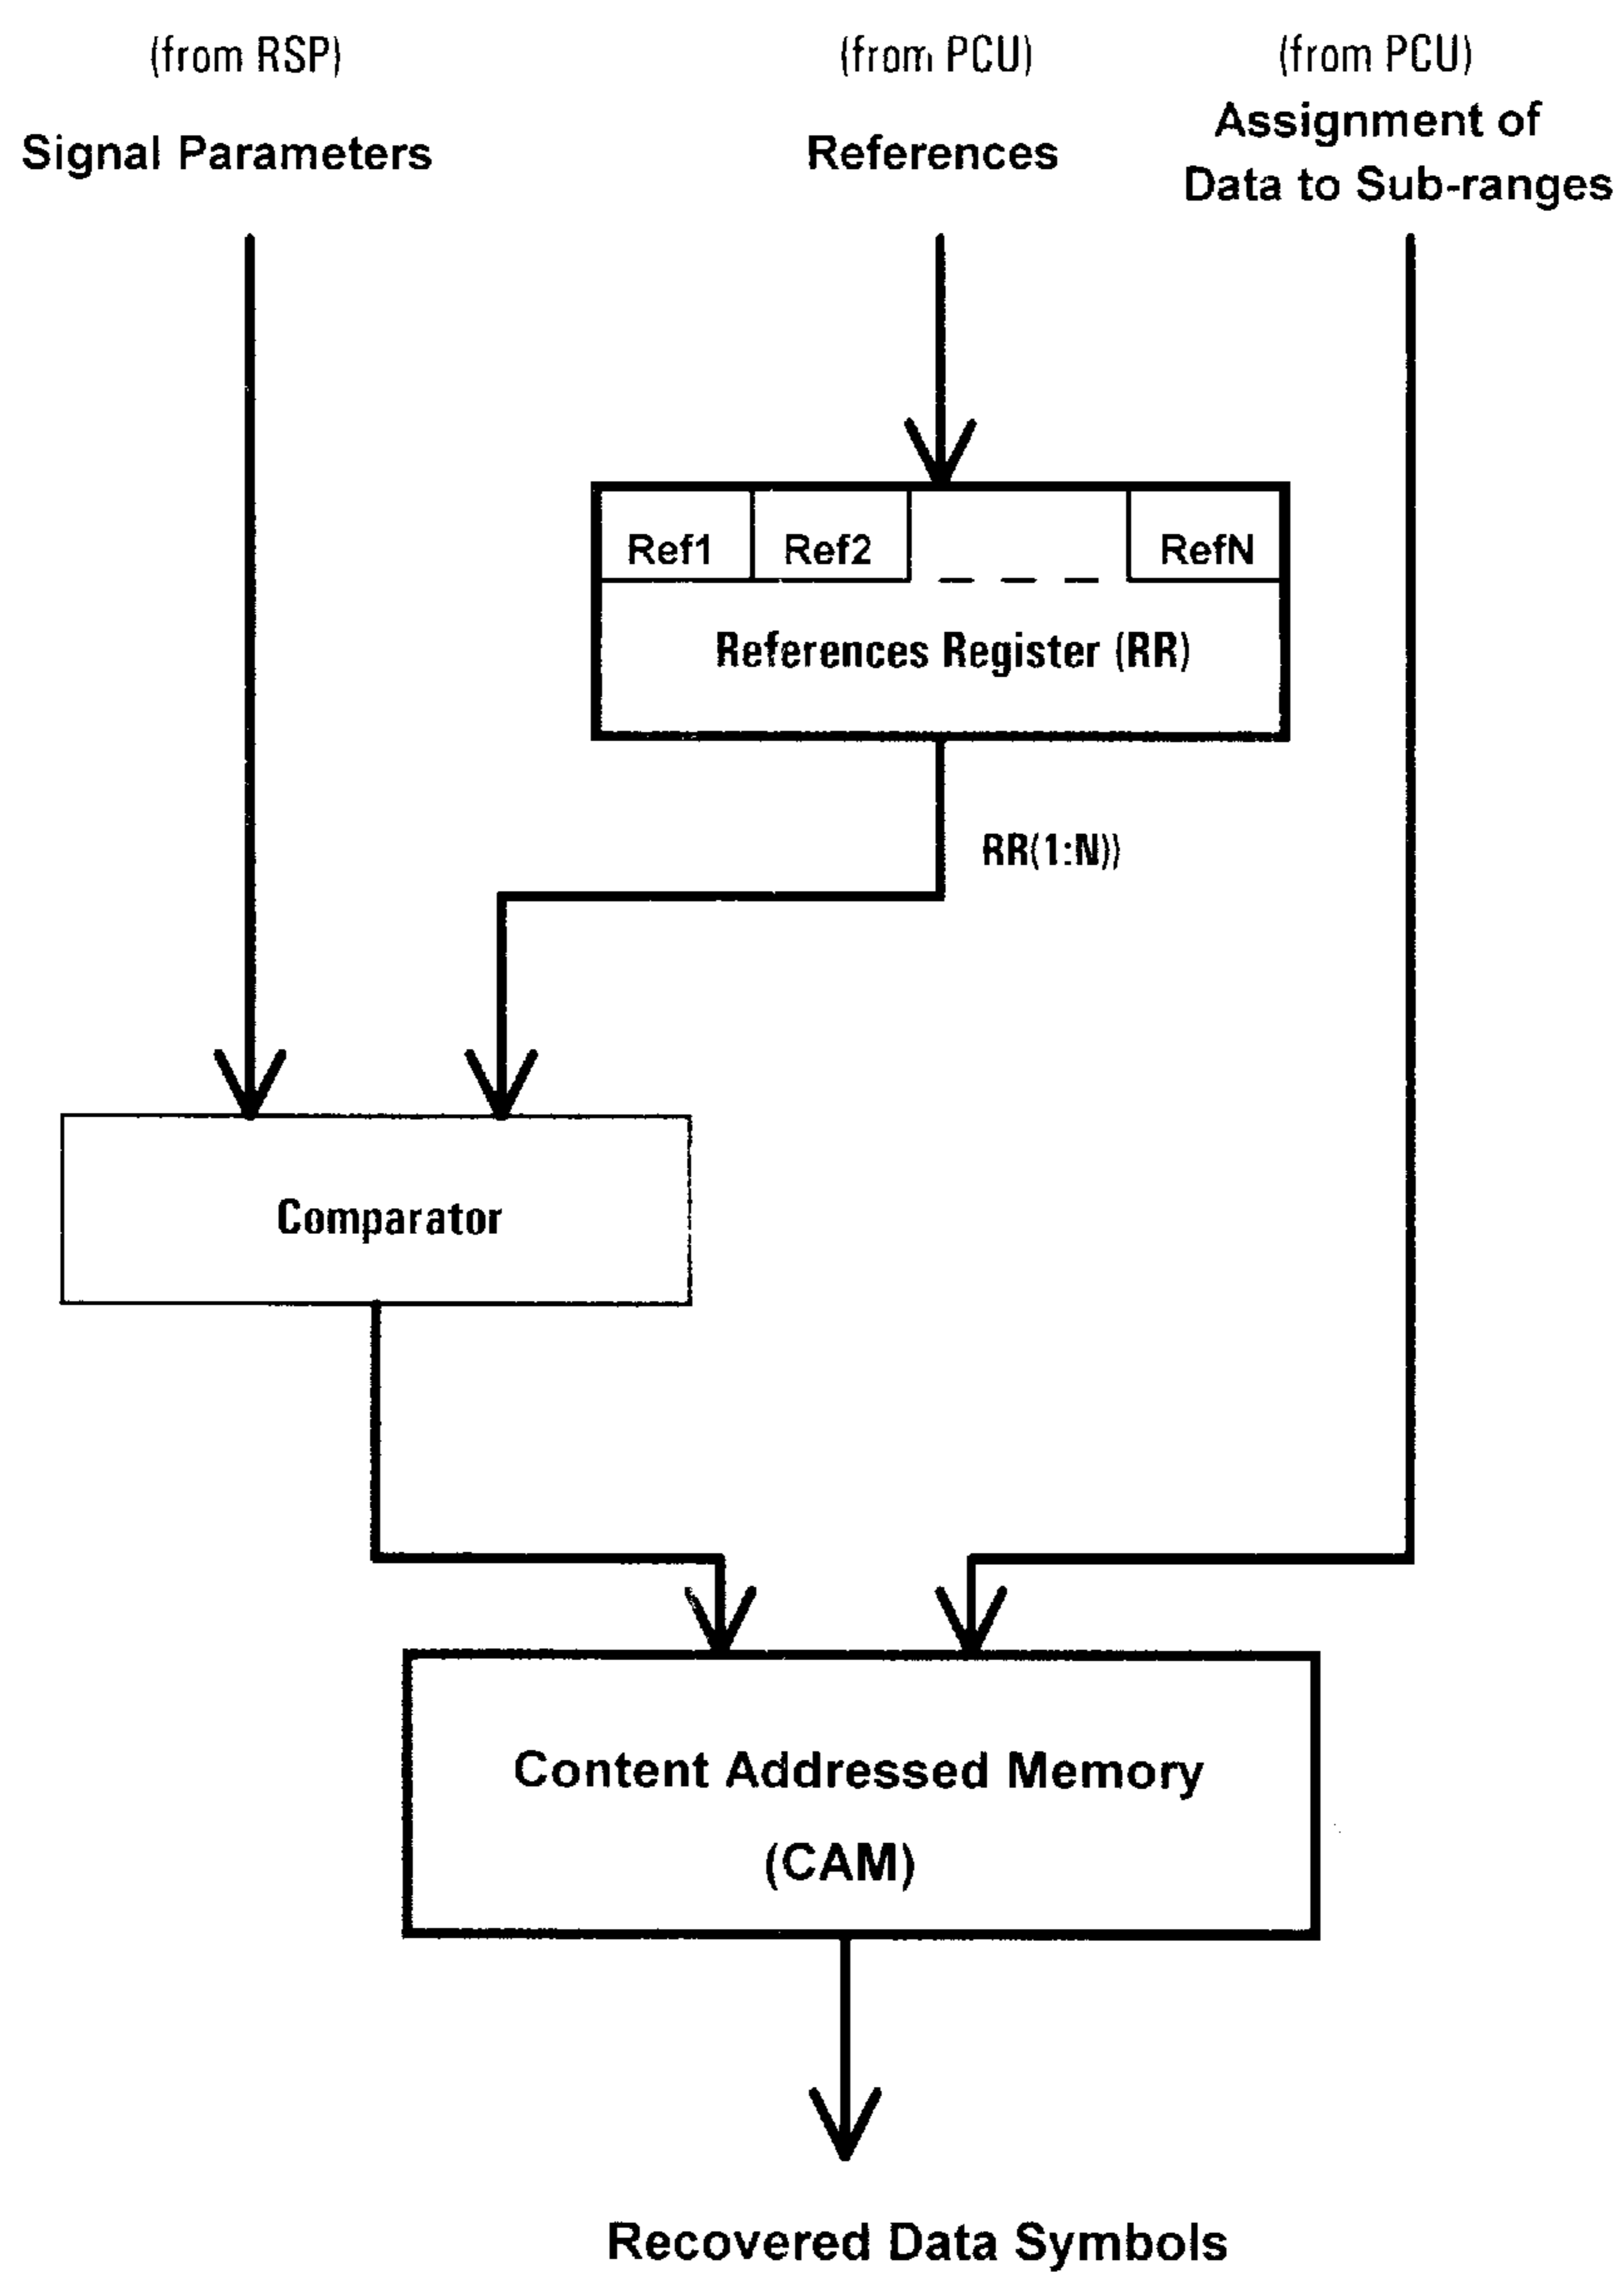 (from RSP)
Signal Parameters
(from PCU)
References
(from PCU)
Assignment of
Data to Sub-ranges
Ref1
Ref2
RefN
References Register (RR)
RR(1:N))
Comparator
Content Addressed Memory
(CAM)
Recovered Data Symbols